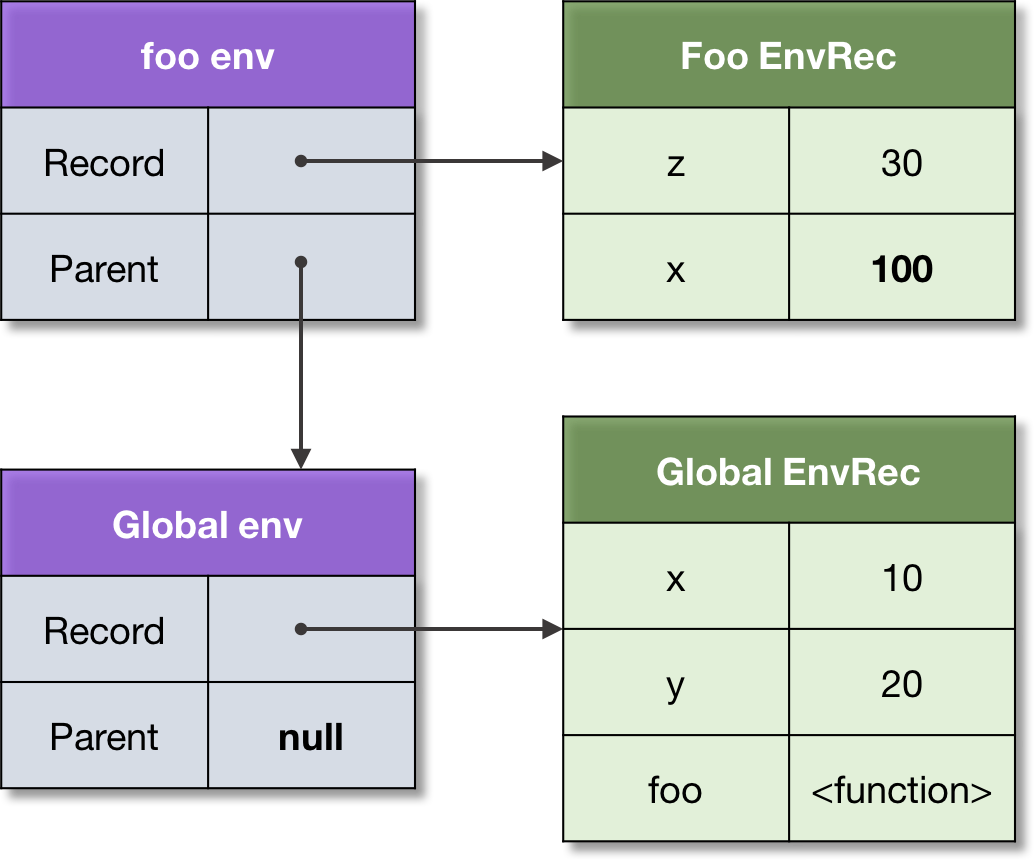 foo env
Record
Parent
Foo EnvRec
z 30
x 100
Global env
Record
Parent null
Global EnvRec
x 10
y 20
foo <function>